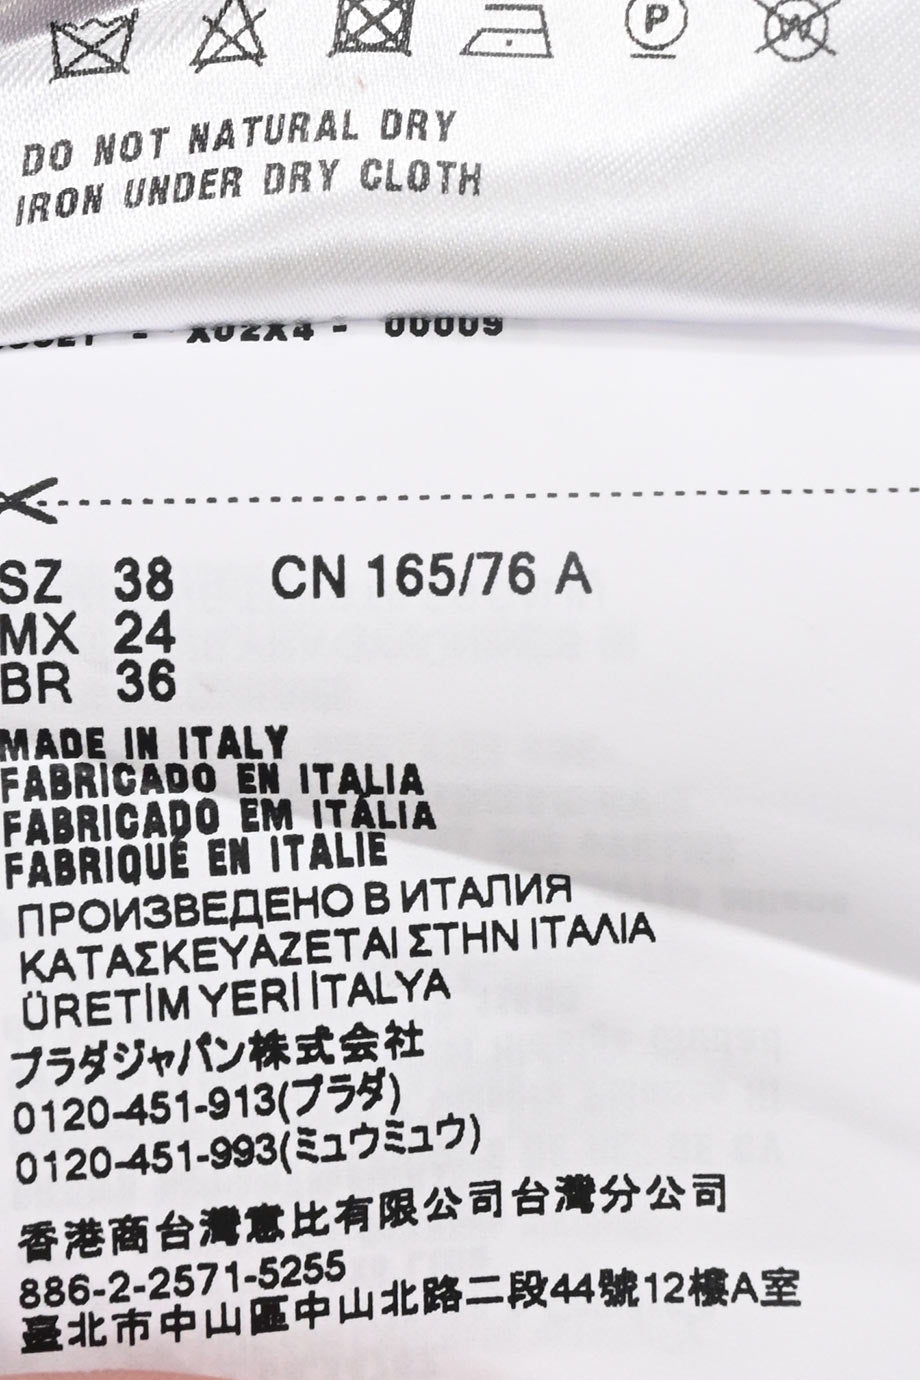 P
W
DO NOT NATURAL DRY
IRON UNDER DRY CLOTH
- X02X4 - 00009
SZ 38 CN 165/76 A
MX 24
BR 36
MADE IN ITALY
FABRICADO EN ITALIA
FABRICADO EM ITÁLIA
FABRIQUÉ EN ITALIE
ПРОИЗВЕДЕНО В ИТАЛИЯ
ΚΑΤΑΣΚΕΥΑΖΕΤΑΙ ΣΤΗΝ ΙΤΑΛΙΑ
ÜRETİM YERİ İTALYA
プラダジャパン株式会社
0120-451-913(プラダ)
0120-451-993(ミュウミュウ)
香港商台灣惠比有限公司台灣分公司
886-2-2571-5255
臺北市中山區中山北路二段44號12樓A室